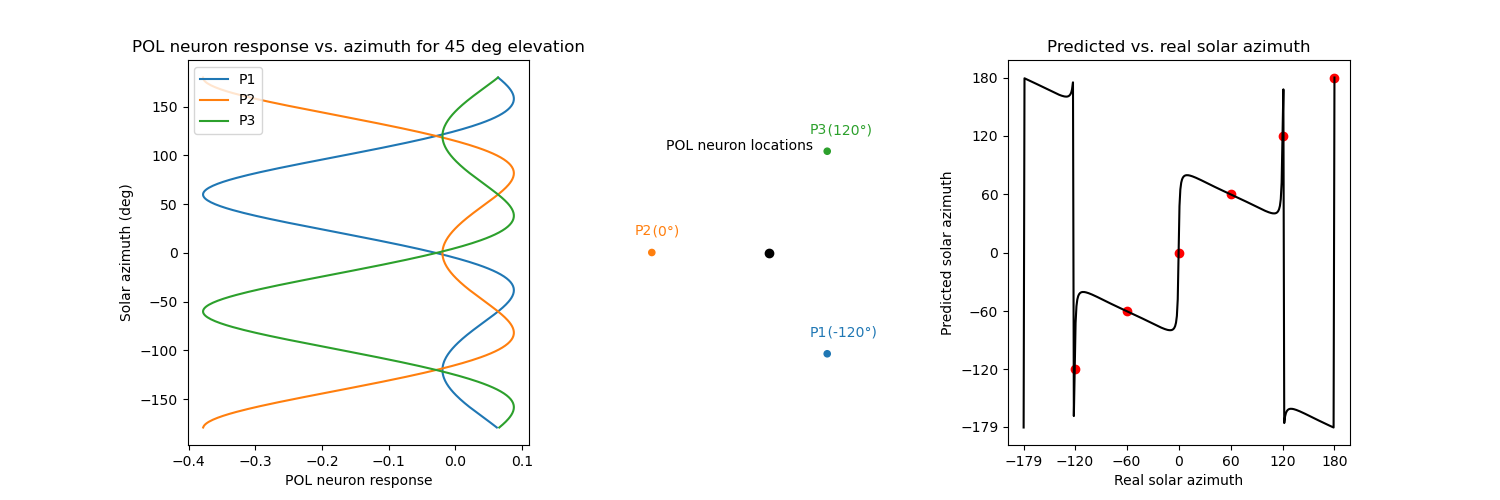 POL neuron response vs. azimuth for 45 deg elevation
P1
P2
P3
Solar azimuth (deg)
150
100
50
0
−50
−100
−150
−0.4 −0.3 −0.2 −0.1 0.0 0.1
POL neuron response
P3(120°)
POL neuron locations
P2(0°)
P1(-120°)
Predicted vs. real solar azimuth
Predicted solar azimuth
180
120
60
0
−60
−120
−179
−179 −120 −60 0 60 120 180
Real solar azimuth